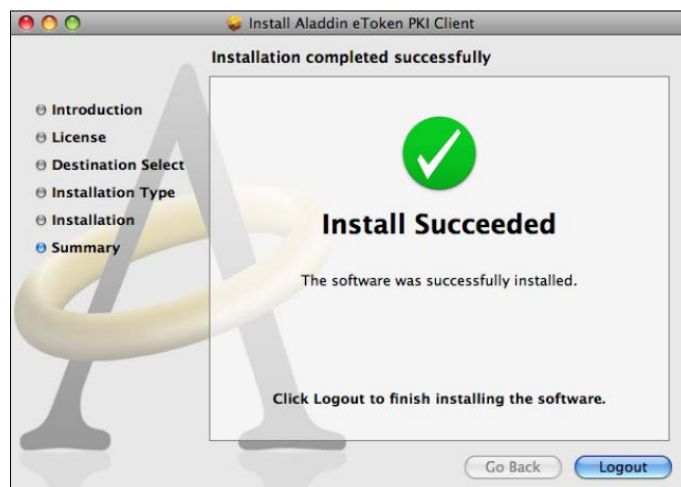 Install Aladdin eToken PKI Client
Installation completed successfully
Introduction
License
Destination Select
Installation Type
Installation
Summary
Install Succeeded
The software was successfully installed.
Click Logout to finish installing the software.
Go Back
Logout